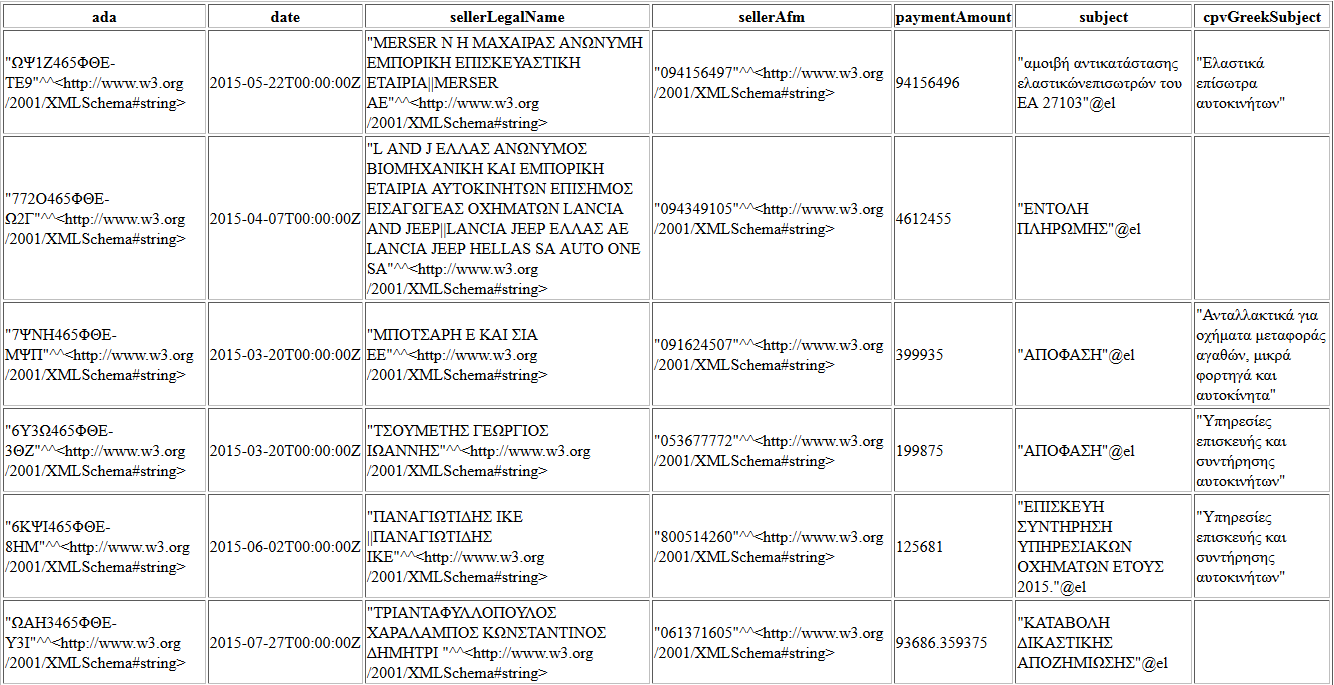 ada date sellerLegalName sellerAfm paymentAmount subject cpvGreekSubject
"ΩΨ1Ζ465ΦΘΕ-
ΤΕ9"^^<http://www.w3.org
/2001/XMLSchema#string>
2015-05-22T00:00:00Z
"MERSER N H ΜΑΧΑΙΡΑΣ ΑΝΩΝΥΜΗ
ΕΜΠΟΡΙΚΗ ΕΠΙΣΚΕΥΑΣΤΙΚΗ
ΕΤΑΙΡΙΑ||MERSER
ΑΕ"^^<http://www.w3.org
/2001/XMLSchema#string>
"094156497"^^<http://www.w3.org
/2001/XMLSchema#string>
94156496
"αμοιβή αντικατάστασης
ελαστικώνεπισωτρών του
ΕΑ 27103"@el
"Ελαστικά
επίσωτρα
αυτοκινήτων"
"772Ο465ΦΘΕ-
Ω2Γ"^^<http://www.w3.org
/2001/XMLSchema#string>
2015-04-07T00:00:00Z
"L AND J ΕΛΛΑΣ ΑΝΩΝΥΜΟΣ
ΒΙΟΜΗΧΑΝΙΚΗ ΚΑΙ ΕΜΠΟΡΙΚΗ
ΕΤΑΙΡΙΑ ΑΥΤΟΚΙΝΗΤΩΝ ΕΠΙΣΗΜΟΣ
ΕΙΣΑΓΩΓΕΑΣ ΟΧΗΜΑΤΩΝ LANCIA
AND JEEP||LANCIA JEEP ΕΛΛΑΣ ΑΕ
LANCIA JEEP HELLAS SA AUTO ONE
SA"^^<http://www.w3.org
/2001/XMLSchema#string>
"094349105"^^<http://www.w3.org
/2001/XMLSchema#string>
4612455
"ΕΝΤΟΛΗ
ΠΛΗΡΩΜΗΣ"@el
"7ΨΝΗ465ΦΘΕ-
ΜΨΠ"^^<http://www.w3.org
/2001/XMLSchema#string>
2015-03-20T00:00:00Z
"ΜΠΟΤΣΑΡΗ Ε ΚΑΙ ΣΙΑ
ΕΕ"^^<http://www.w3.org
/2001/XMLSchema#string>
"091624507"^^<http://www.w3.org
/2001/XMLSchema#string>
399935
"ΑΠΟΦΑΣΗ"@el
"Ανταλλακτικά για
οχήματα μεταφοράς
αγαθών, μικρά
φορτηγά και
αυτοκίνητα"
"6Υ3Ω465ΦΘΕ-
3ΘΖ"^^<http://www.w3.org
/2001/XMLSchema#string>
2015-03-20T00:00:00Z
"ΤΣΟΥΜΕΤΗΣ ΓΕΩΡΓΙΟΣ
ΙΩΑΝΝΗΣ"^^<http://www.w3.org
/2001/XMLSchema#string>
"053677772"^^<http://www.w3.org
/2001/XMLSchema#string>
199875
"ΑΠΟΦΑΣΗ"@el
"Υπηρεσίες
επισκευής και
συντήρησης
αυτοκινήτων"
"6ΚΨΙ465ΦΘΕ-
8ΗΜ"^^<http://www.w3.org
/2001/XMLSchema#string>
2015-06-02T00:00:00Z
"ΠΑΝΑΓΙΩΤΙΔΗΣ ΙΚΕ
||ΠΑΝΑΓΙΩΤΙΔΗΣ
ΙΚΕ"^^<http://www.w3.org
/2001/XMLSchema#string>
"800514260"^^<http://www.w3.org
/2001/XMLSchema#string>
125681
"ΕΠΙΣΚΕΥΗ
ΣΥΝΤΗΡΗΣΗ
ΥΠΗΡΕΣΙΑΚΩΝ
ΟΧΗΜΑΤΩΝ ΕΤΟΥΣ
2015."@el
"Υπηρεσίες
επισκευής και
συντήρησης
αυτοκινήτων"
"ΩΑΗ3465ΦΘΕ-
Υ3Ι"^^<http://www.w3.org
/2001/XMLSchema#string>
2015-07-27T00:00:00Z
"ΤΡΙΑΝΤΑΦΥΛΛΟΠΟΥΛΟΣ
ΧΑΡΑΛΑΜΠΟΣ ΚΩΝΣΤΑΝΤΙΝΟΣ
ΔΗΜΗΤΡΙ "^^<http://www.w3.org
/2001/XMLSchema#string>
"061371605"^^<http://www.w3.org
/2001/XMLSchema#string>
93686.359375
"ΚΑΤΑΒΟΛΗ
ΔΙΚΑΣΤΙΚΗΣ
ΑΠΟΖΗΜΙΩΣΗΣ"@el